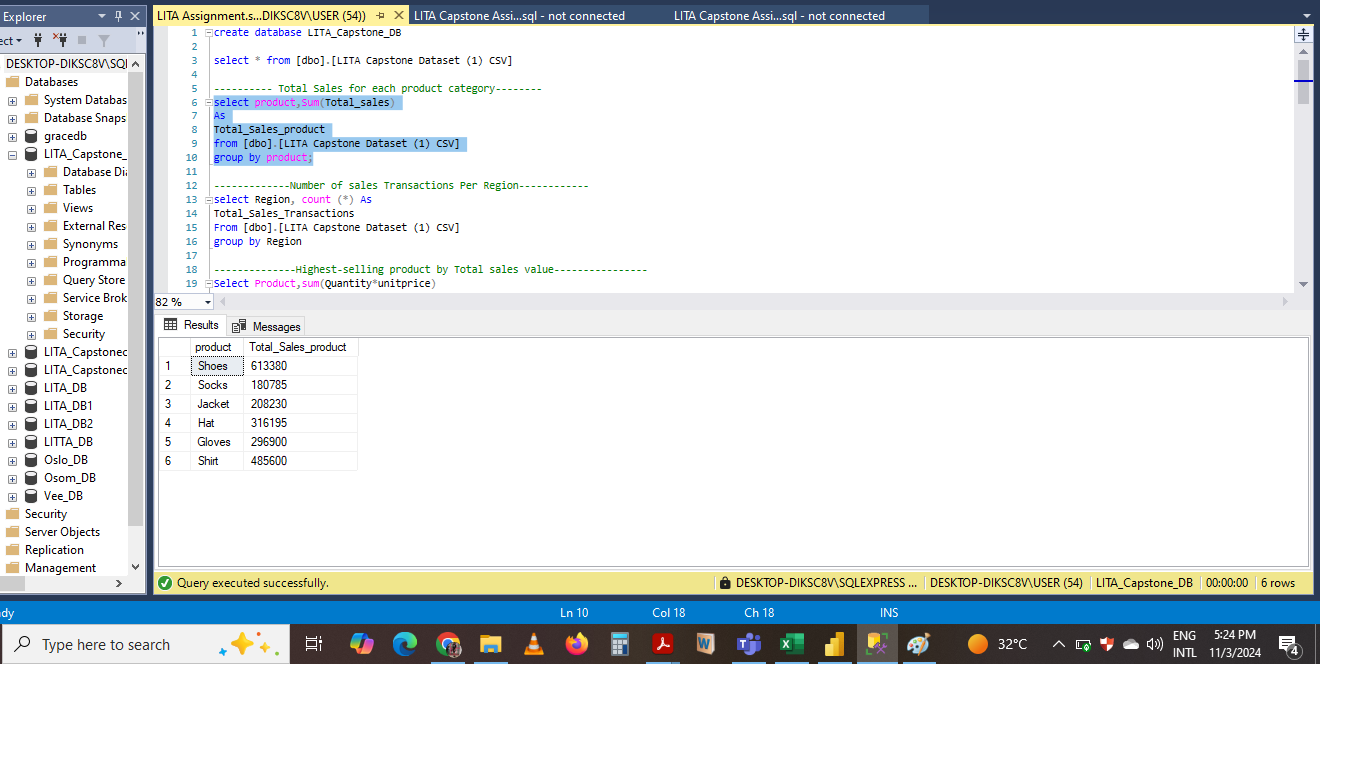 Explorer
LITA Assignment.s...DIKSC8V\USER (54))
LITA Capstone Assi...sql - not connected
LITA Capstone Assi...sql - not connected
ect
DESKTOP-DIKSC8V\SQL
Databases
System Databas
Database Snaps
gracedb
LITA_Capstone_
Database Dia
Tables
Views
External Res
Synonyms
Programma
Query Store
Service Brok
Storage
Security
LITA_Capstonec
LITA_Capstonec
LITA_DB
LITA_DB1
LITA_DB2
LITTA_DB
Oslo_DB
Osom_DB
Vee_DB
Security
Server Objects
Replication
Management
1 create database LITA_Capstone_DB
2
3 select * from [dbo].[LITA Capstone Dataset (1) CSV]
4
5 ---------- Total Sales for each product category--------
6 select product,Sum(Total_sales)
7 As
8 Total_Sales_product
9 from [dbo].[LITA Capstone Dataset (1) CSV]
10 group by product;
11
12 -------------Number of sales Transactions Per Region------------
13 select Region, count (*) As
14 Total_Sales_Transactions
15 From [dbo].[LITA Capstone Dataset (1) CSV]
16 group by Region
17
18 --------------Highest-selling product by Total sales value----------------
19 Select Product,sum(Quantity*unitprice)
82 %
Results Messages
product Total_Sales_product
1 Shoes 613380
2 Socks 180785
3 Jacket 208230
4 Hat 316195
5 Gloves 296900
6 Shirt 485600
Query executed successfully.
DESKTOP-DIKSC8V\SQLEXPRESS ... DESKTOP-DIKSC8V\USER (54) LITA_Capstone_DB 00:00:00 6 rows
dy Ln 10 Col 18 Ch 18 INS
Type here to search
32°C
ENG
INTL
5:24 PM
11/3/2024
4